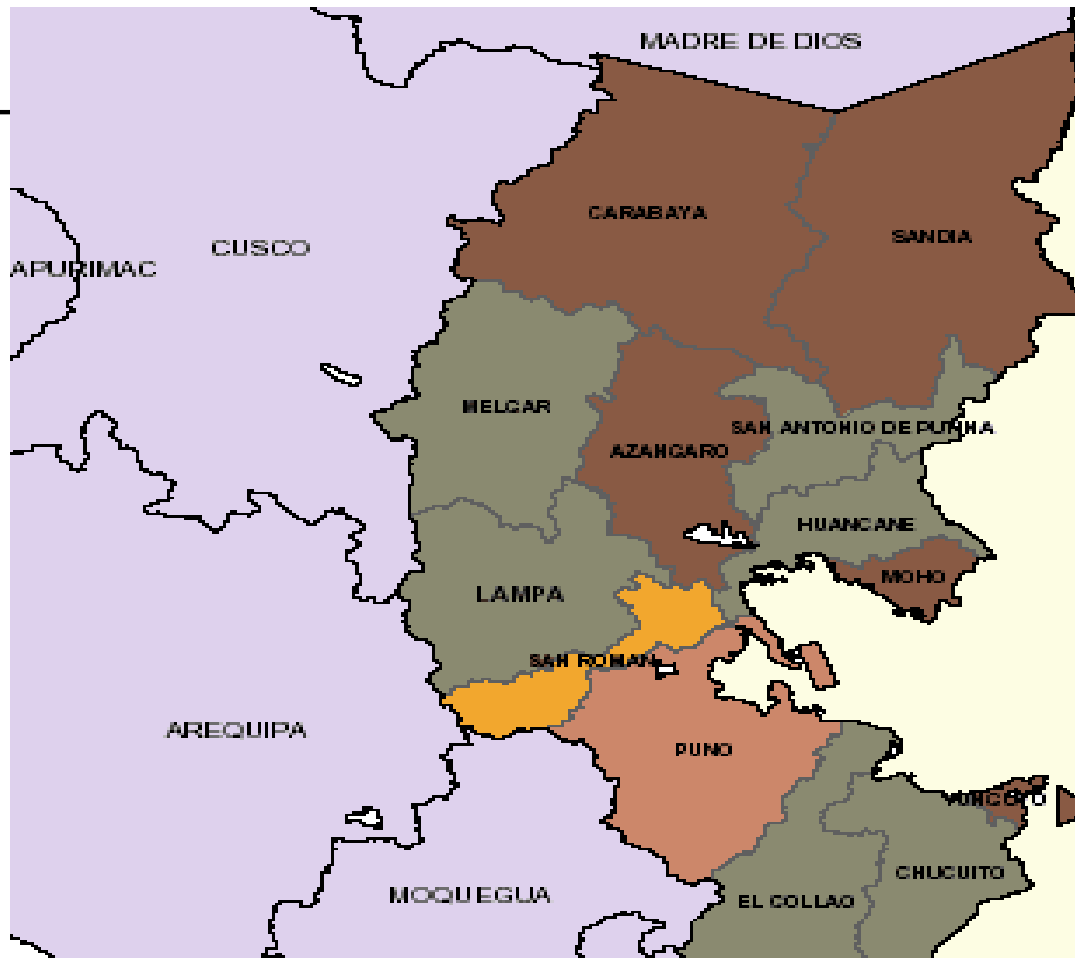 MADRE DE DIOS
CARABAYA
SANDIA
CUSCO
APURIMAC
MELGAR
SAN ANTONIO DE PUTINA
AZANGARO
HUANCANE
MOHO
LAMPA
SAN ROMAN
AREQUIPA
PUNO
YUNGUYO
CHUCUITO
MOQUEGUA
EL COLLAO